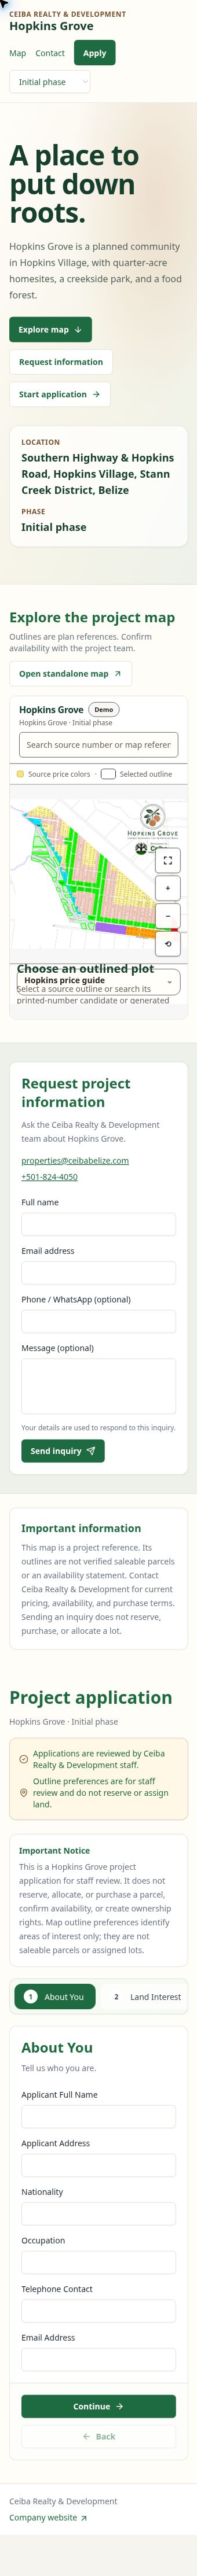 CEIBA REALTY & DEVELOPMENT
Hopkins Grove
Map Contact Apply
Initial phase
A place to
put down
roots.
Hopkins Grove is a planned community
in Hopkins Village, with quarter-acre
homesites, a creekside park, and a food
forest.
Explore map ↓
Request information
Start application →
LOCATION
Southern Highway & Hopkins
Road, Hopkins Village, Stann
Creek District, Belize
PHASE
Initial phase
Explore the project map
Outlines are plan references. Confirm
availability with the project team.
Open standalone map ↗
Hopkins Grove Demo
Hopkins Grove · Initial phase
Search source number or map referen
Source price colors · Selected outline
HOPKINS GROVE
+
−
Choose an outlined plot
Hopkins price guide
Select a source outline or search its
printed-number candidate or generated
Request project
information
Ask the Ceiba Realty & Development
team about Hopkins Grove.
properties@ceibabelize.com
+501-824-4050
Full name
Email address
Phone / WhatsApp (optional)
Message (optional)
Your details are used to respond to this inquiry.
Send inquiry
Important information
This map is a project reference. Its
outlines are not verified saleable parcels
or an availability statement. Contact
Ceiba Realty & Development for current
pricing, availability, and purchase terms.
Sending an inquiry does not reserve,
purchase, or allocate a lot.
Project application
Hopkins Grove · Initial phase
Applications are reviewed by Ceiba
Realty & Development staff.
Outline preferences are for staff
review and do not reserve or assign
land.
Important Notice
This is a Hopkins Grove project
application for staff review. It does not
reserve, allocate, or purchase a parcel,
confirm availability, or create ownership
rights. Map outline preferences identify
areas of interest only; they are not
saleable parcels or assigned lots.
1 About You 2 Land Interest
About You
Tell us who you are.
Applicant Full Name
Applicant Address
Nationality
Occupation
Telephone Contact
Email Address
Continue →
← Back
Ceiba Realty & Development
Company website ↗